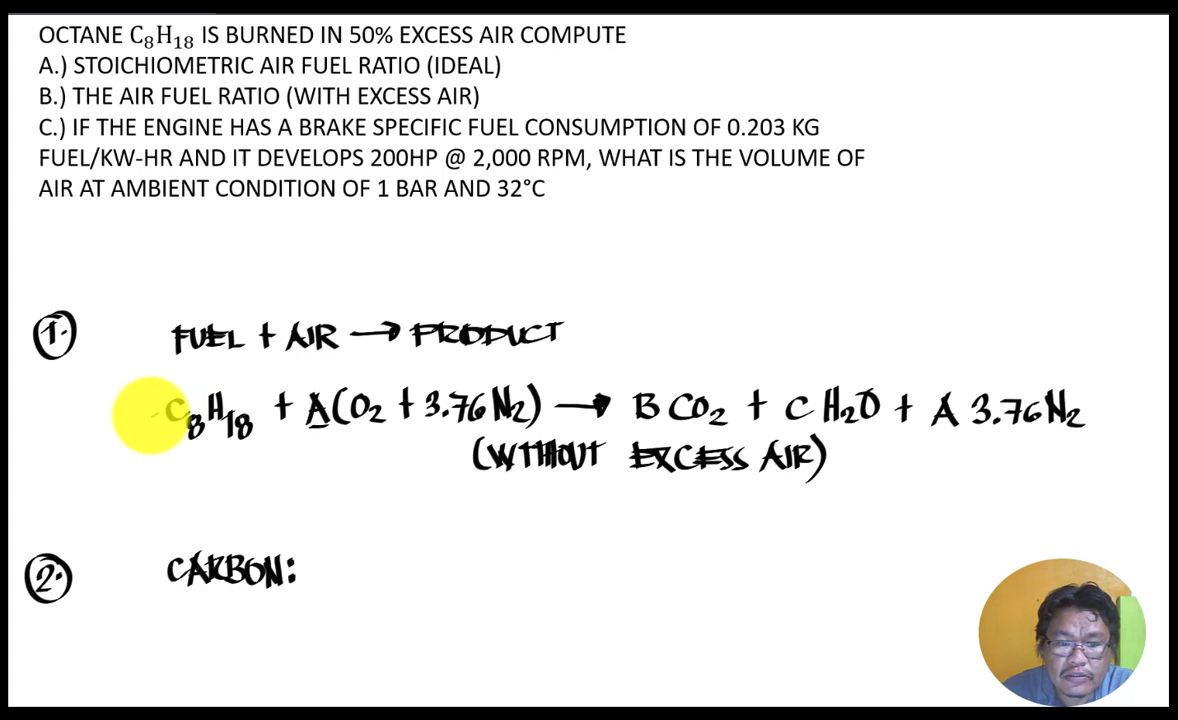 OCTANE C₈H₁₈ IS BURNED IN 50% EXCESS AIR COMPUTE
A.) STOICHIOMETRIC AIR FUEL RATIO (IDEAL)
B.) THE AIR FUEL RATIO (WITH EXCESS AIR)
C.) IF THE ENGINE HAS A BRAKE SPECIFIC FUEL CONSUMPTION OF 0.203 KG
FUEL/KW-HR AND IT DEVELOPS 200HP @ 2,000 RPM, WHAT IS THE VOLUME OF
AIR AT AMBIENT CONDITION OF 1 BAR AND 32°C
1. FUEL + AIR → PRODUCT
C₈H₁₈ + A(O₂ + 3.76N₂) → B CO₂ + C H₂O + A 3.76N₂
(WITHOUT EXCESS AIR)
2. CARBON: